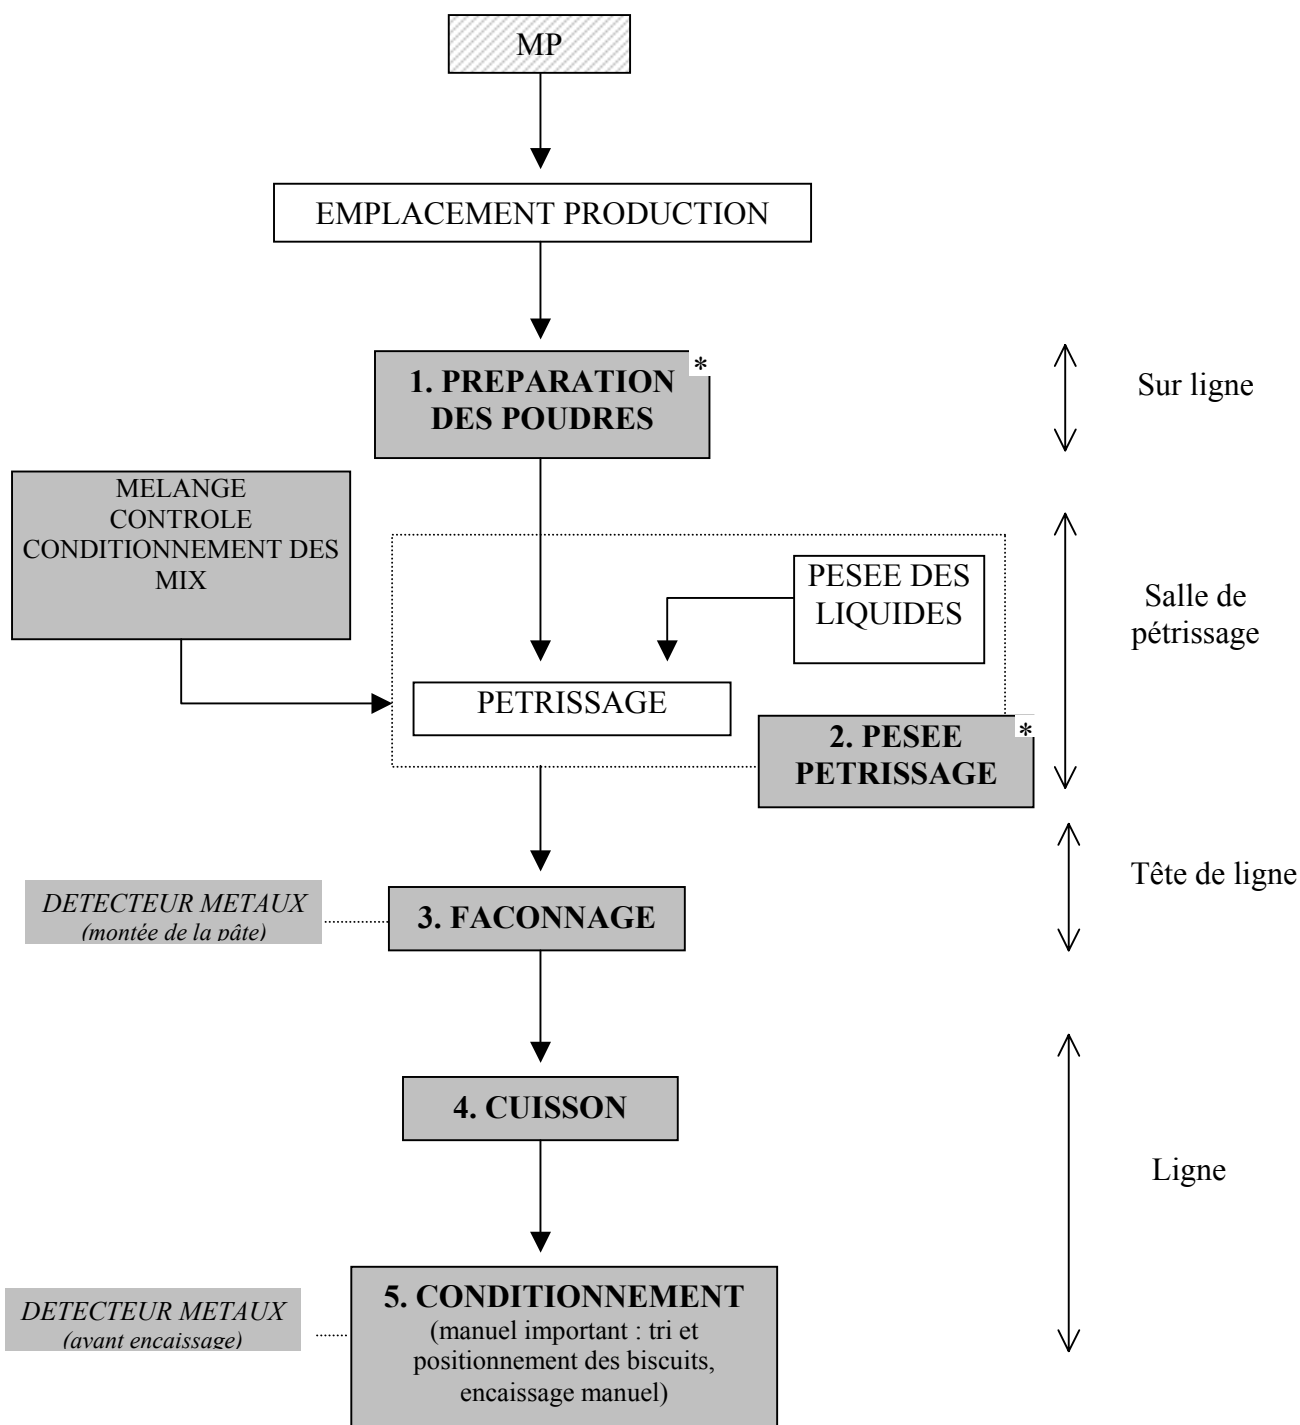 MP
EMPLACEMENT PRODUCTION
1. PREPARATION *
DES POUDRES
Sur ligne
MELANGE
CONTROLE
CONDITIONNEMENT DES
MIX
PESEE DES
LIQUIDES
Salle de
pétrissage
PETRISSAGE
2. PESEE *
PETRISSAGE
Tête de ligne
DETECTEUR METAUX
(montée de la pâte)
3. FACONNAGE
4. CUISSON
Ligne
5. CONDITIONNEMENT
(manuel important : tri et
positionnement des biscuits,
encaissage manuel)
DETECTEUR METAUX
(avant encaissage)